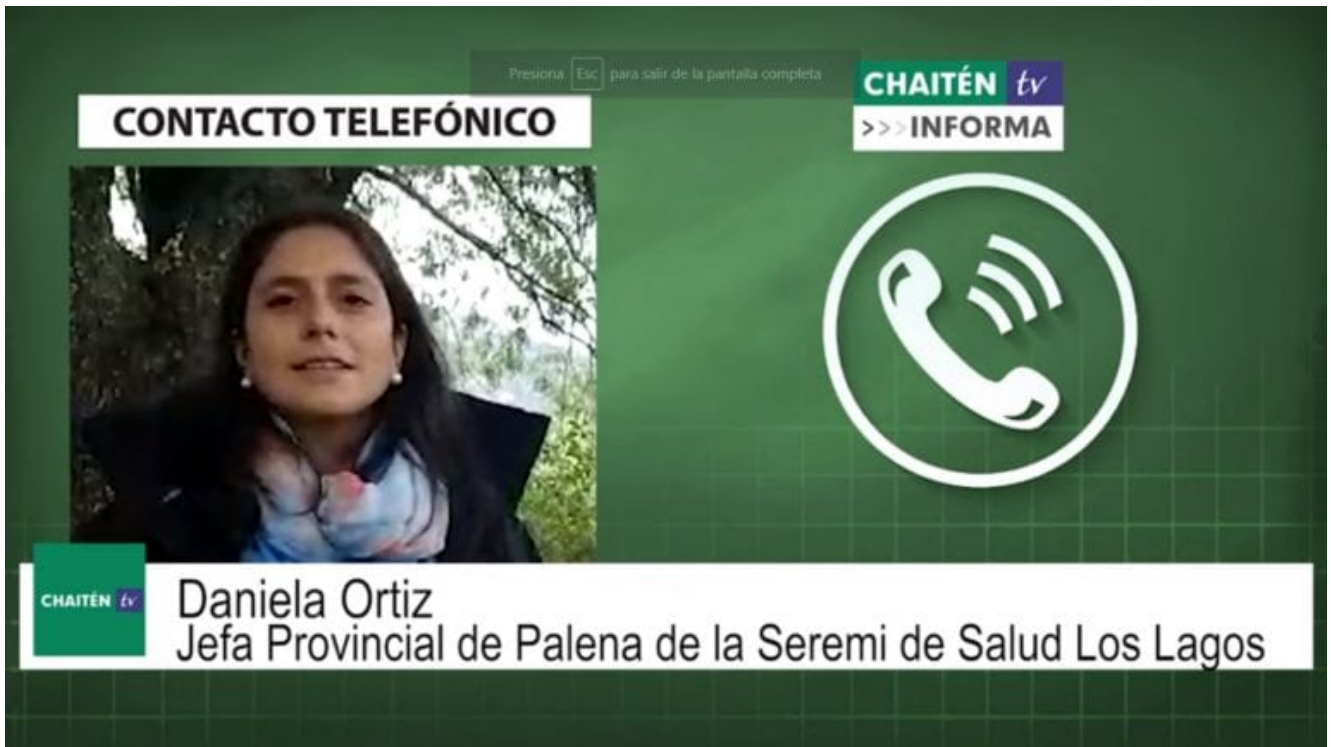 Presiona Esc para salir de la pantalla completa
CONTACTO TELEFÓNICO
CHAITÉN tv
>>>INFORMA
CHAITÉN tv
Daniela Ortiz
Jefa Provincial de Palena de la Seremi de Salud Los Lagos